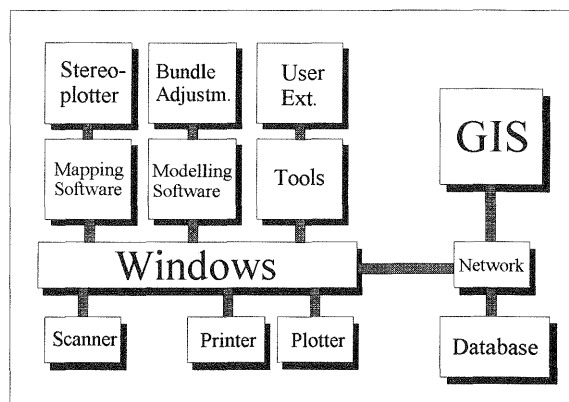 Stereo-
plotter
Bundle
Adjustm.
User
Ext.
GIS
Mapping
Software
Modelling
Software
Tools
Windows
Network
Scanner
Printer
Plotter
Database